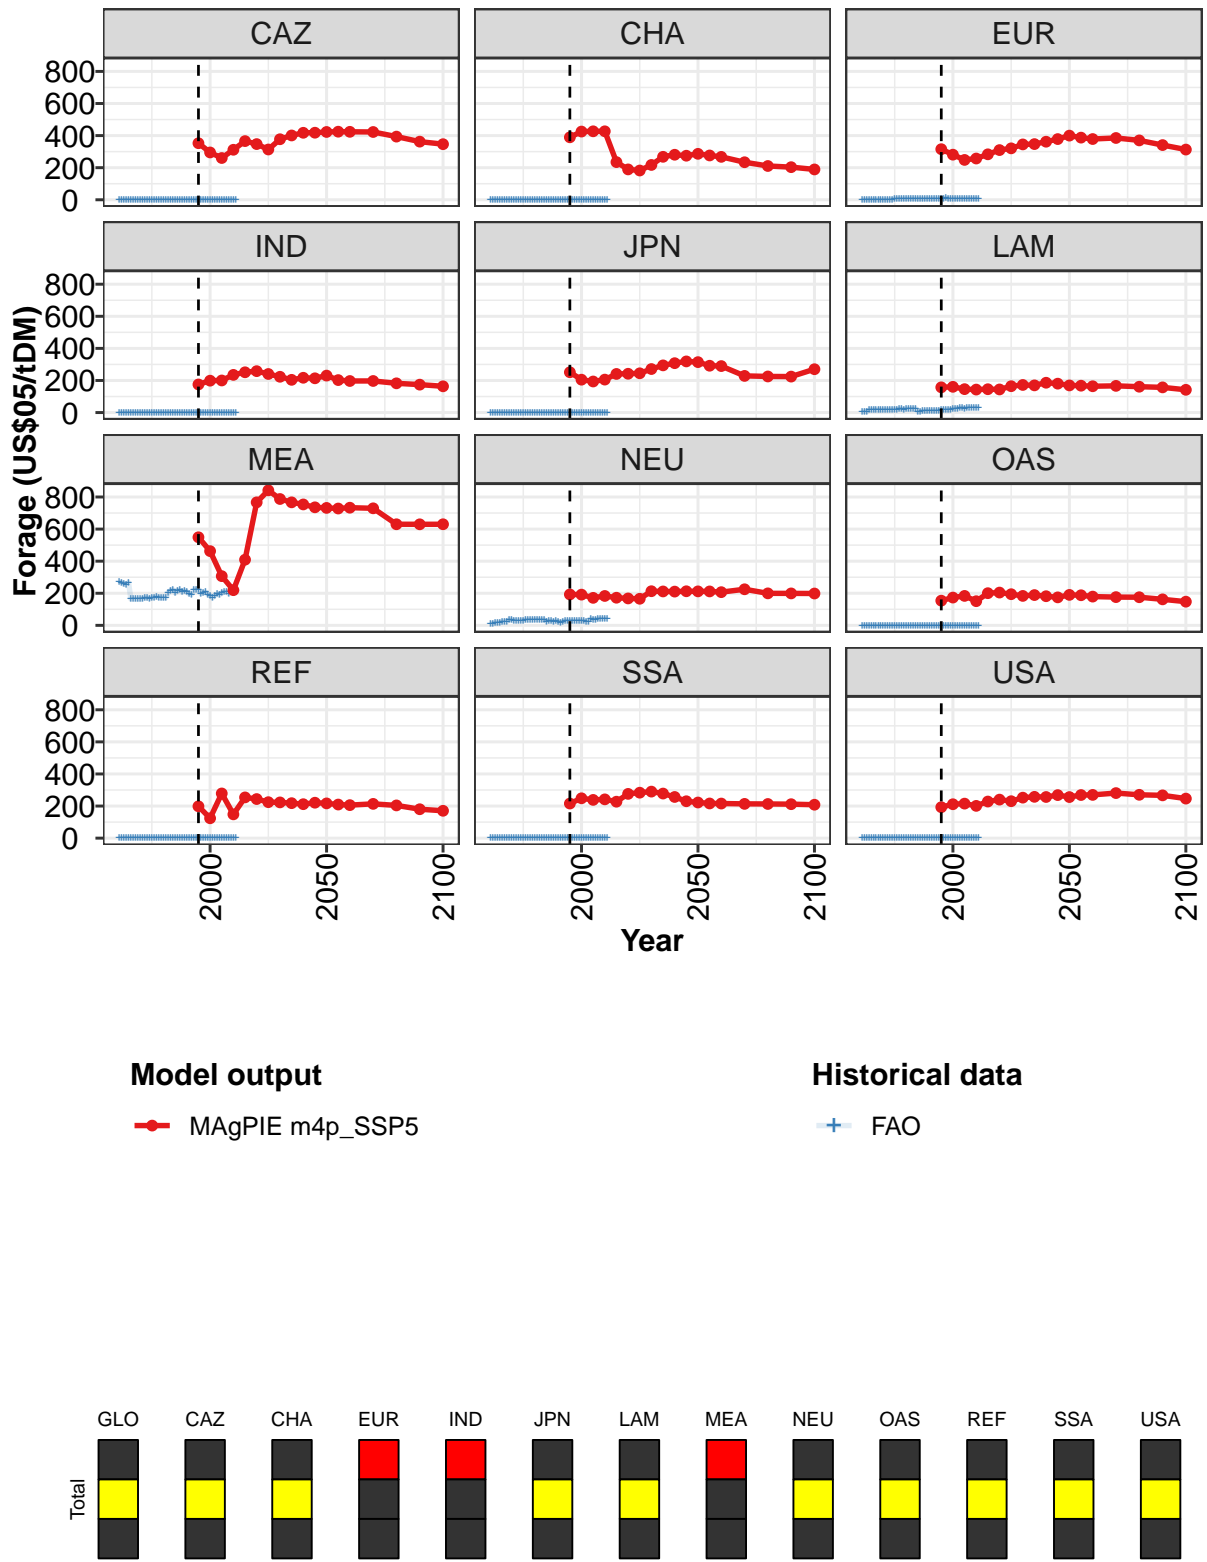 CAZ CHA EUR
800
600
400
200
0
IND JPN LAM
800
600
400
200
0
MEA NEU OAS
800
600
400
200
0
REF SSA USA
800
600
400
200
0
Forage (US$05/tDM)
2000 2050 2100 2000 2050 2100 2000 2050 2100
Year
Model output Historical data
MAgPIE m4p_SSP5 FAO
GLO CAZ CHA EUR IND JPN LAM MEA NEU OAS REF SSA USA
Total